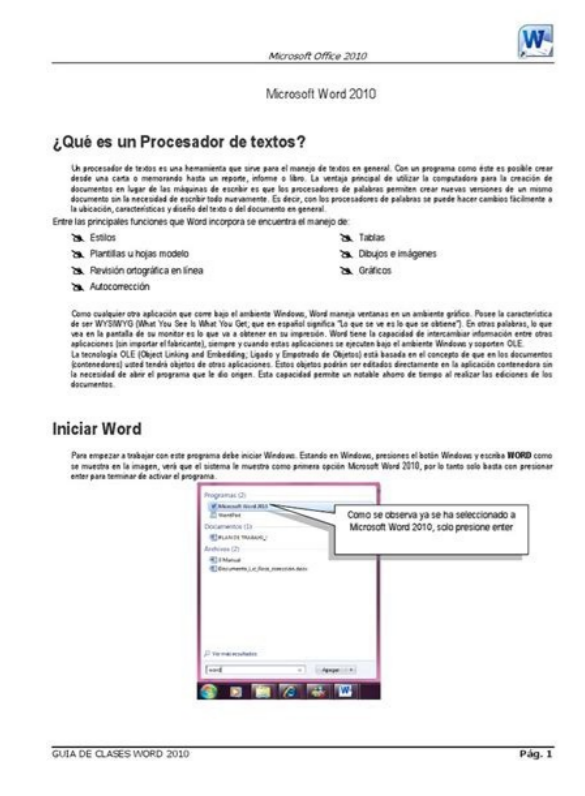 Microsoft Office 2010
Microsoft Word 2010
¿Qué es un Procesador de textos?
Un procesador de textos es una herramienta que sirve para el manejo de textos en general. Con un programa como éste es posible crear
desde una carta o memorando hasta un reporte, informe o libro. La ventaja principal de utilizar la computadora para la creación de
documentos en lugar de las máquinas de escribir es que los procesadores de palabras permiten crear nuevas versiones de un mismo
documento sin la necesidad de escribir todo nuevamente. Es decir, con los procesadores de palabras se puede hacer cambios fácilmente a
la ubicación, características y diseño del texto o del documento en general.
Entre las principales funciones que Word incorpora se encuentra el manejo de:
Estilos
Plantillas u hojas modelo
Revisión ortográfica en línea
Autocorrección
Tablas
Dibujos e imágenes
Gráficos
Como cualquier otra aplicación que corre bajo el ambiente Windows, Word maneja ventanas en un ambiente gráfico. Posee la característica
de ser WYSIWYG (What You See Is What You Get; que en español significa "Lo que se ve es lo que se obtiene"). En otras palabras, lo que
vea en la pantalla de su monitor es lo que va a obtener en su impresión. Word tiene la capacidad de intercambiar información entre otras
aplicaciones (sin importar el fabricante), siempre y cuando estas aplicaciones se ejecuten bajo el ambiente Windows y soporten OLE.
La tecnología OLE (Object Linking and Embedding; Ligado y Empotrado de Objetos) está basada en el concepto de que en los documentos
(contenedores) usted tendrá objetos de otras aplicaciones. Estos objetos podrán ser editados directamente en la aplicación contenedora sin
la necesidad de abrir el programa que le dio origen. Esta capacidad permite un notable ahorro de tiempo al realizar las ediciones de los
documentos.
Iniciar Word
Para empezar a trabajar con este programa debe iniciar Windows. Estando en Windows, presiones el botón Windows y escriba WORD como
se muestra en la imagen, verá que el sistema le muestra como primera opción Microsoft Word 2010, por lo tanto solo basta con presionar
enter para terminar de activar el programa.
Programas (2)
Microsoft Word 2010
WordPad
Documentos (1)
PLAN DE TRABAJO_I
Archivos (2)
Manual
Ver más resultados
word
Apagar
Como se observa ya se ha seleccionado a
Microsoft Word 2010, solo presione enter
GUIA DE CLASES WORD 2010
Pág. 1